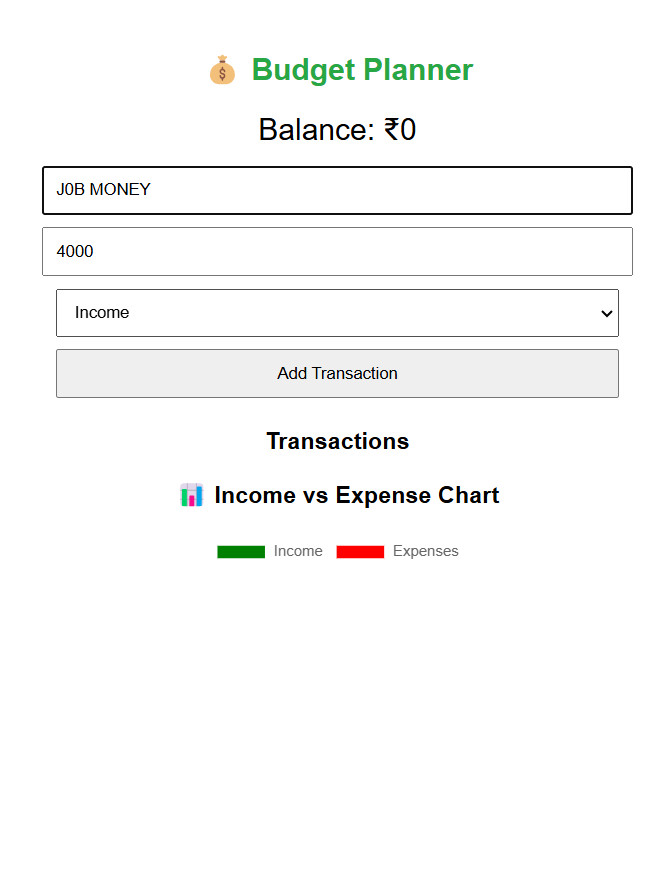 Budget Planner
Balance: ₹0
J0B MONEY
4000
Income
Add Transaction
Transactions
Income vs Expense Chart
Income Expenses